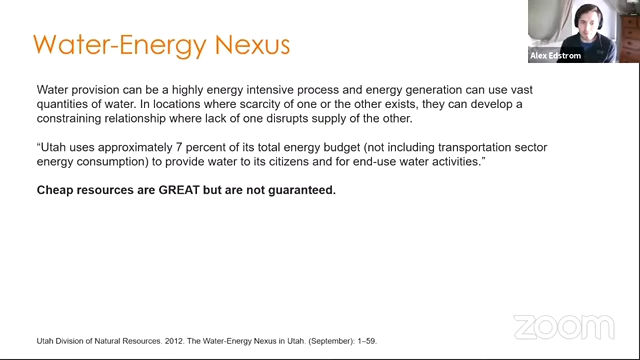 Water-Energy Nexus
Alex Edstrom
Water provision can be a highly energy intensive process and energy generation can use vast
quantities of water. In locations where scarcity of one or the other exists, they can develop a
constraining relationship where lack of one disrupts supply of the other.
“Utah uses approximately 7 percent of its total energy budget (not including transportation sector
energy consumption) to provide water to its citizens and for end-use water activities.”
Cheap resources are GREAT but are not guaranteed.
zoom
Utah Division of Natural Resources. 2012. The Water-Energy Nexus in Utah. (September): 1–59.